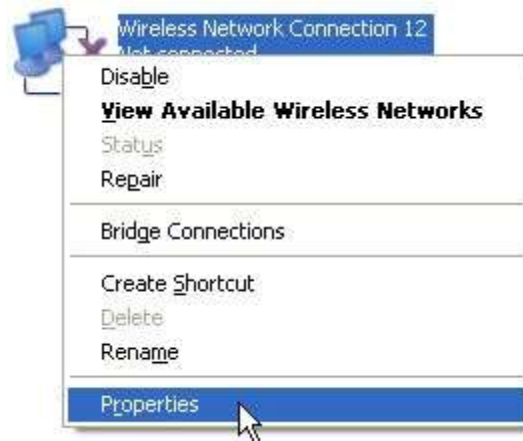 Wireless Network Connection 12
Not connected
Disable
View Available Wireless Networks
Status
Repair
Bridge Connections
Create Shortcut
Delete
Rename
Properties